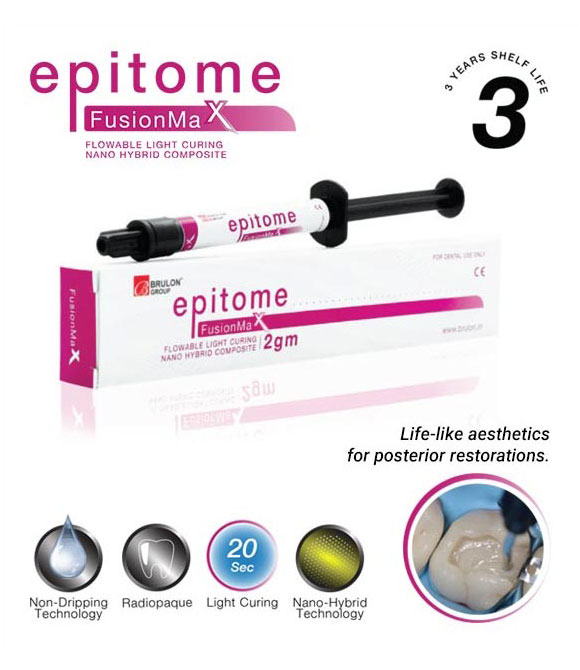 epitome
FusionMaX
FLOWABLE LIGHT CURING
NANO HYBRID COMPOSITE
3 YEARS SHELF LIFE
3
epitome
FOR DENTAL USE ONLY
CE
BRULON
GROUP
epitome
FusionMaX
FusionMaX
FLOWABLE LIGHT CURING
NANO HYBRID COMPOSITE
2gm
www.brulon.in
Life-like aesthetics
for posterior restorations.
20
Sec
Non-Dripping
Technology
Radiopaque
Light Curing
Nano-Hybrid
Technology